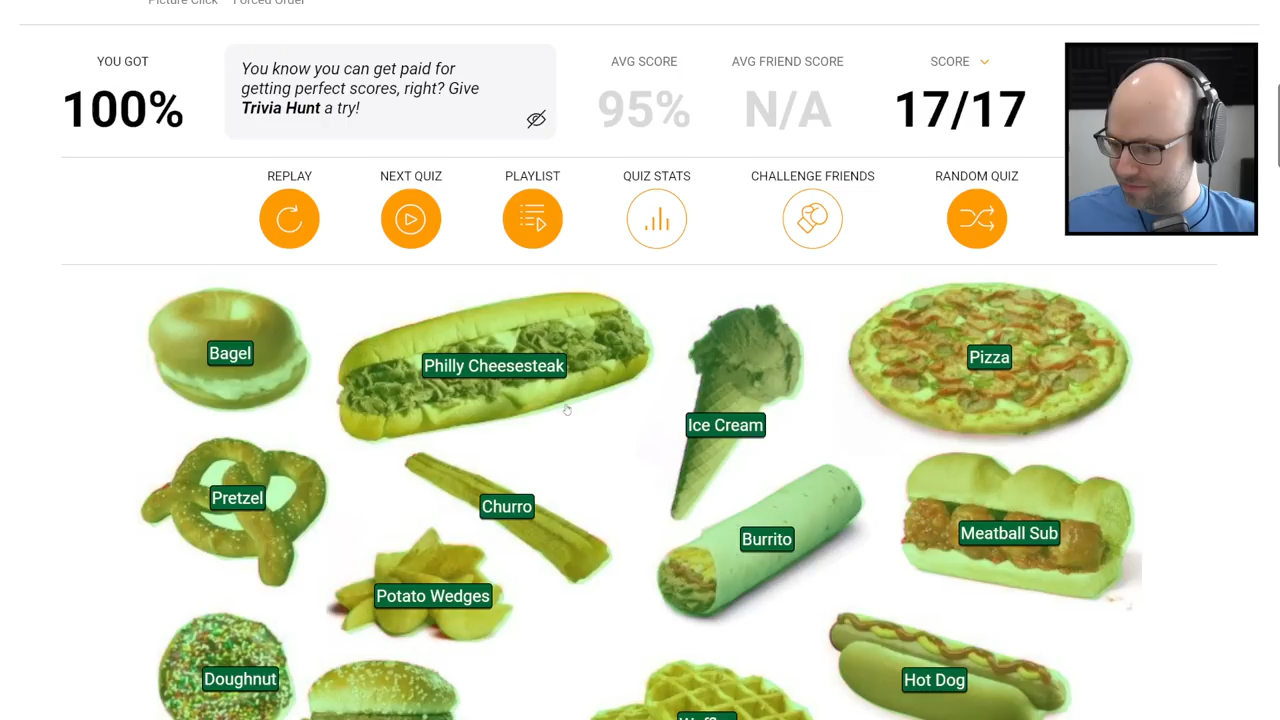 Picture Click Forced Order
YOU GOT
100%
You know you can get paid for
getting perfect scores, right? Give
Trivia Hunt a try!
AVG SCORE
95%
AVG FRIEND SCORE
N/A
SCORE
17/17
REPLAY
NEXT QUIZ
PLAYLIST
QUIZ STATS
CHALLENGE FRIENDS
RANDOM QUIZ
Bagel
Philly Cheesesteak
Ice Cream
Pizza
Pretzel
Churro
Burrito
Meatball Sub
Potato Wedges
Doughnut
Hot Dog